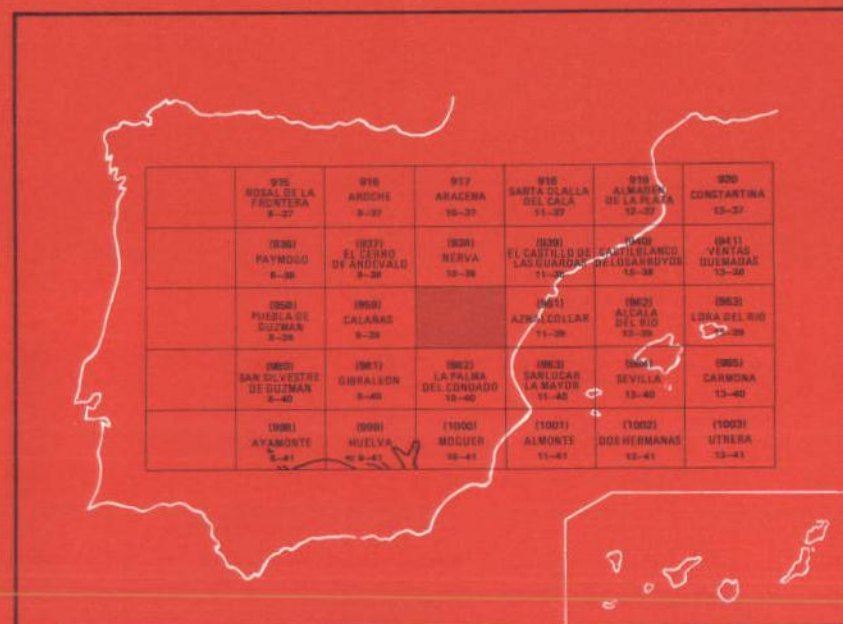 915
ROSAL DE LA
FRONTERA
8–37
916
AROCHE
9–37
917
ARACENA
10–37
918
SANTA OLALLA
DEL CALA
11–37
919
ALMADEN
DE LA PLATA
12–37
920
CONSTANTINA
13–37
(936)
PAYMOGO
8–38
(937)
EL CERRO
DE ANDEVALO
9–38
(938)
NERVA
10–38
(939)
EL CASTILLO DE
LAS GUARDAS
11–38
(940)
CASTILBLANCO
DE LOS ARROYOS
12–38
(941)
VENTAS
QUEMADAS
13–38
(958)
PUEBLA DE
GUZMAN
8–39
(959)
CALAÑAS
9–39
(961)
AZNALCOLLAR
11–39
(962)
ALCALA
DEL RIO
12–39
(963)
LORA DEL RIO
(980)
SAN SILVESTRE
DE GUZMAN
8–40
(981)
GIBRALEON
9–40
(982)
LA PALMA
DEL CONDADO
10–40
(983)
SANLUCAR
LA MAYOR
11–40
SEVILLA
12–40
(985)
CARMONA
13–40
(998)
AYAMONTE
8–41
(999)
HUELVA
9–41
(1000)
MOGUER
10–41
(1001)
ALMONTE
11–41
(1002)
DOS HERMANAS
12–41
(1003)
UTRERA
13–41